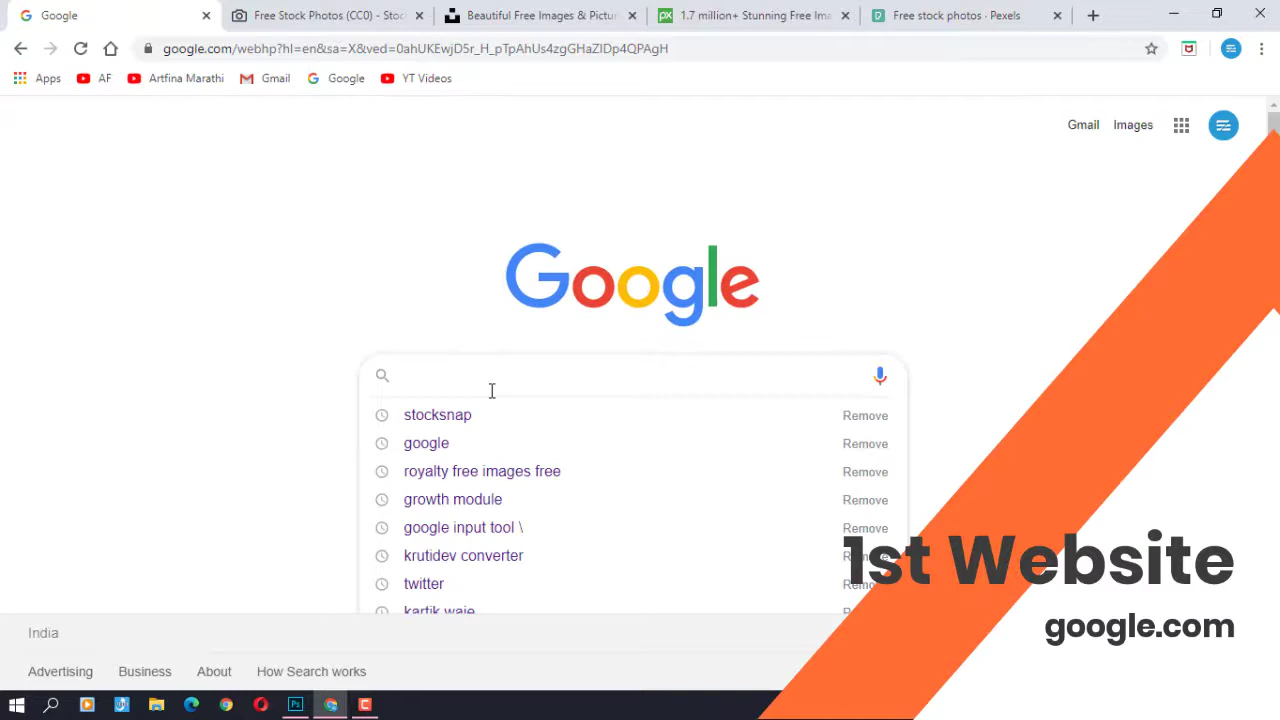 Google
Free Stock Photos (CC0) - Stoc
Beautiful Free Images & Pictur
1.7 million+ Stunning Free Ima
Free stock photos · Pexels
google.com/webhp?hl=en&sa=X&ved=0ahUKEwjD5r_H_pTpAhUs4zgGHaZIDp4QPAgH
Apps
AF
Artfina Marathi
Gmail
Google
YT Videos
Gmail
Images
Google
stocksnap
Remove
google
Remove
royalty free images free
Remove
growth module
Remove
google input tool \
Remove
krutidev converter
twitter
kartik waje
1st Website
google.com
India
Advertising
Business
About
How Search works